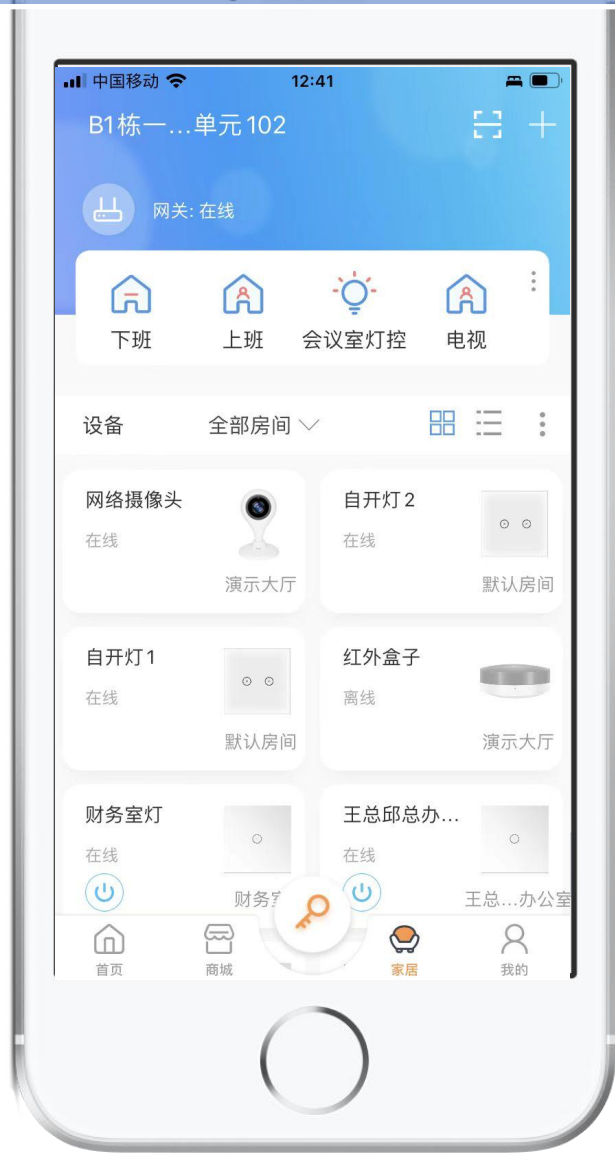 中国移动 12:41
B1栋一...单元102
网关: 在线
下班 上班 会议室灯控 电视
设备 全部房间
网络摄像头
在线
演示大厅
自开灯2
在线
默认房间
自开灯1
在线
默认房间
红外盒子
离线
演示大厅
财务室灯
在线
财务室
王总邱总办...
在线
王总...办公室
首页 商城 家居 我的